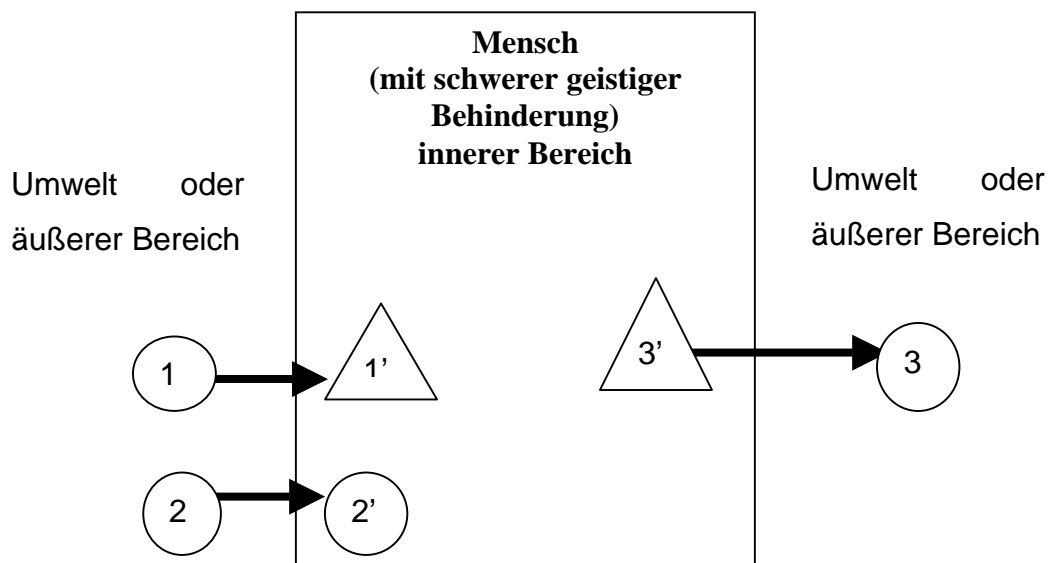 Mensch
(mit schwerer geistiger
Behinderung)
innerer Bereich
Umwelt oder
äußerer Bereich
Umwelt oder
äußerer Bereich
1
1’
3’
3
2
2’